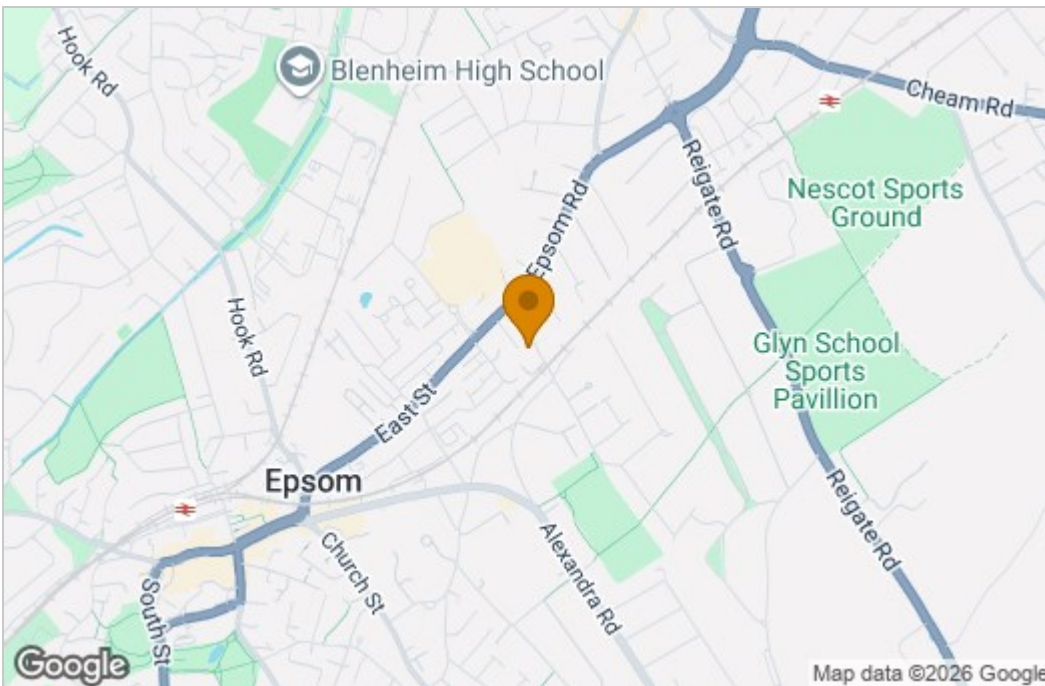 Hook Rd
Blenheim High School
Cheam Rd
Reigate Rd
Nescot Sports
Ground
Epsom Rd
Hook Rd
Glyn School
Sports
Pavillion
East St
Epsom
Reigate Rd
Alexandra Rd
Church St
South St
Google
Map data ©2026 Google